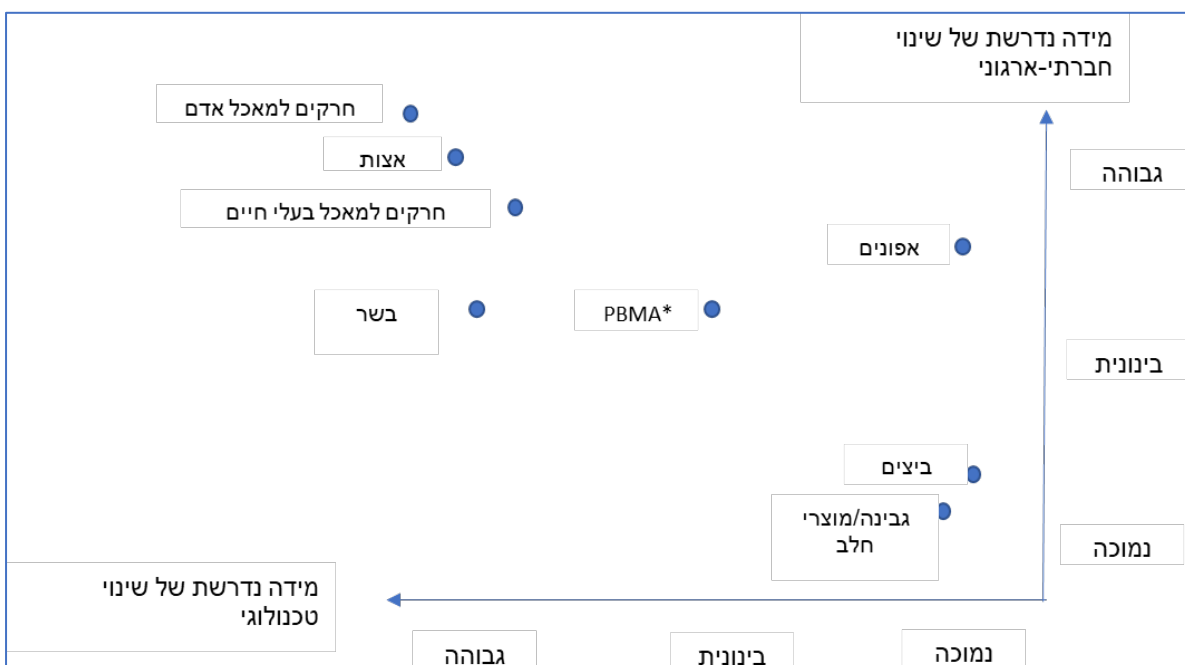 מידה נדרשת של שינוי
חברתי-ארגוני
חרקים למאכל אדם
אצות
גבוהה
חרקים למאכל בעלי חיים
אפונים
בשר
PBMA*
בינונית
ביצים
גבינה/מוצרי
חלב
נמוכה
מידה נדרשת של שינוי
טכנולוגי
נמוכה
בינונית
גבוהה